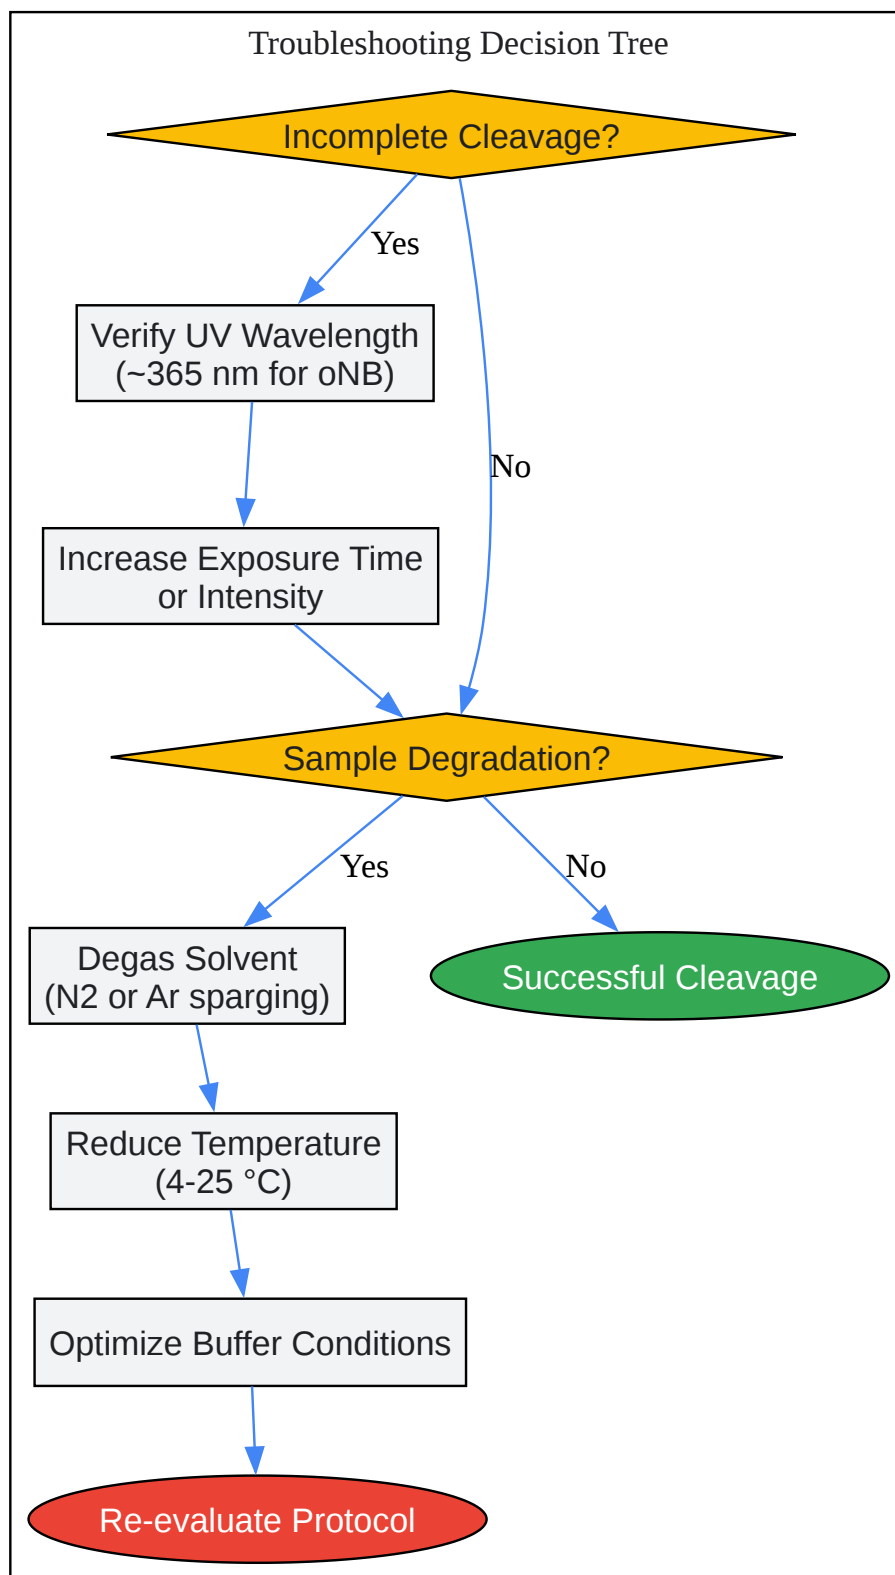 Troubleshooting Decision Tree
Incomplete Cleavage?
Yes
Verify UV Wavelength
(~365 nm for oNB)
No
Increase Exposure Time
or Intensity
Sample Degradation?
Yes
No
Degas Solvent
(N2 or Ar sparging)
Successful Cleavage
Reduce Temperature
(4-25 °C)
Optimize Buffer Conditions
Re-evaluate Protocol